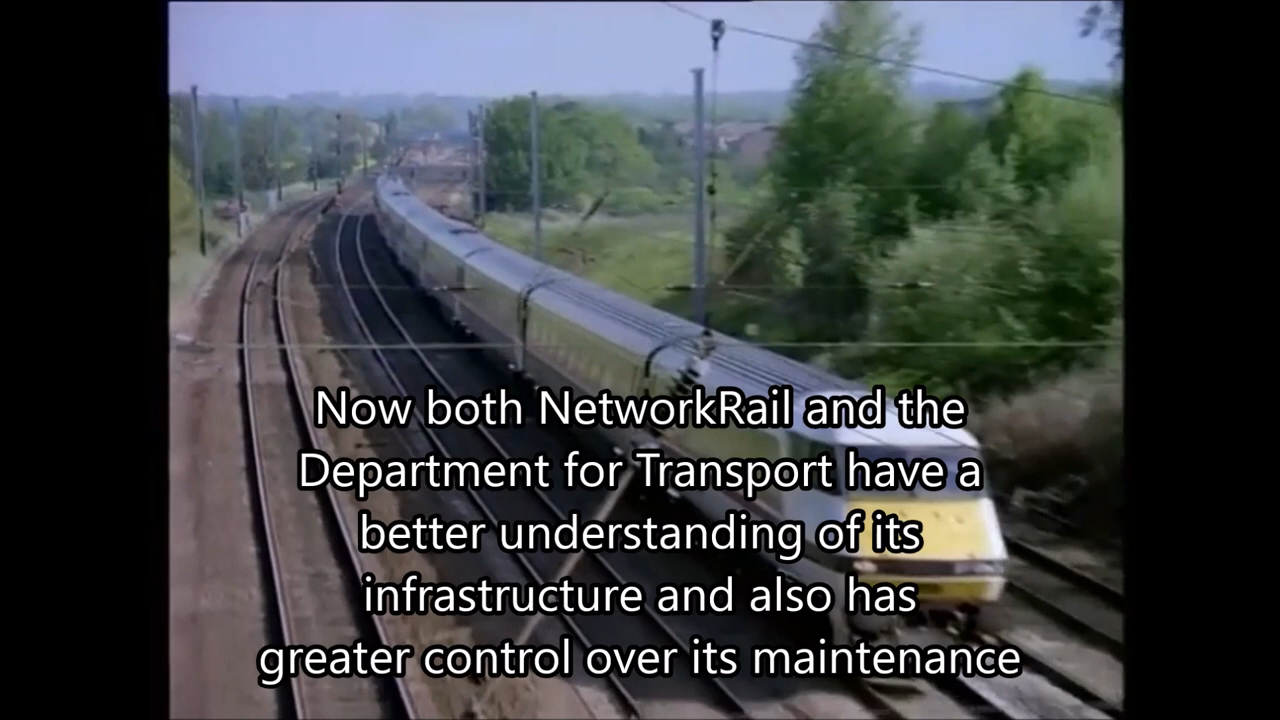 Now both NetworkRail and the
Department for Transport have a
better understanding of its
infrastructure and also has
greater control over its maintenance